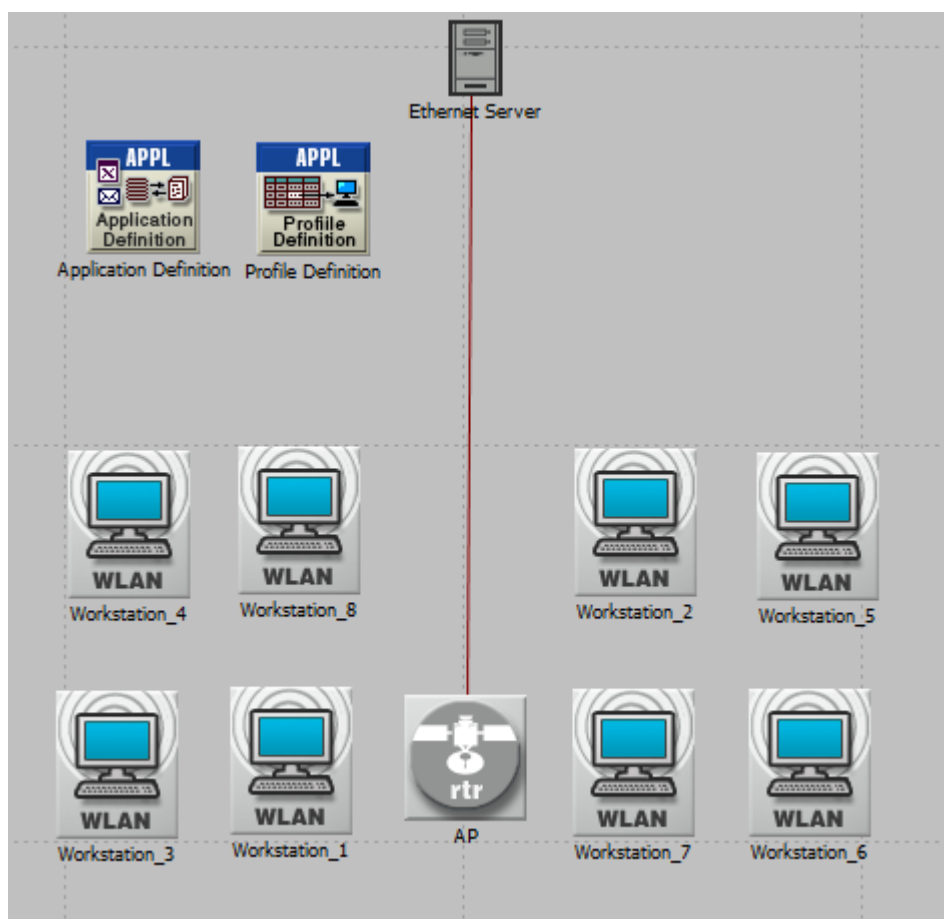 Ethernet Server
APPL
Application
Definition
Application Definition
APPL
Profiile
Definition
Profile Definition
WLAN
Workstation_4
WLAN
Workstation_8
WLAN
Workstation_2
WLAN
Workstation_5
WLAN
Workstation_3
WLAN
Workstation_1
rtr
AP
WLAN
Workstation_7
WLAN
Workstation_6